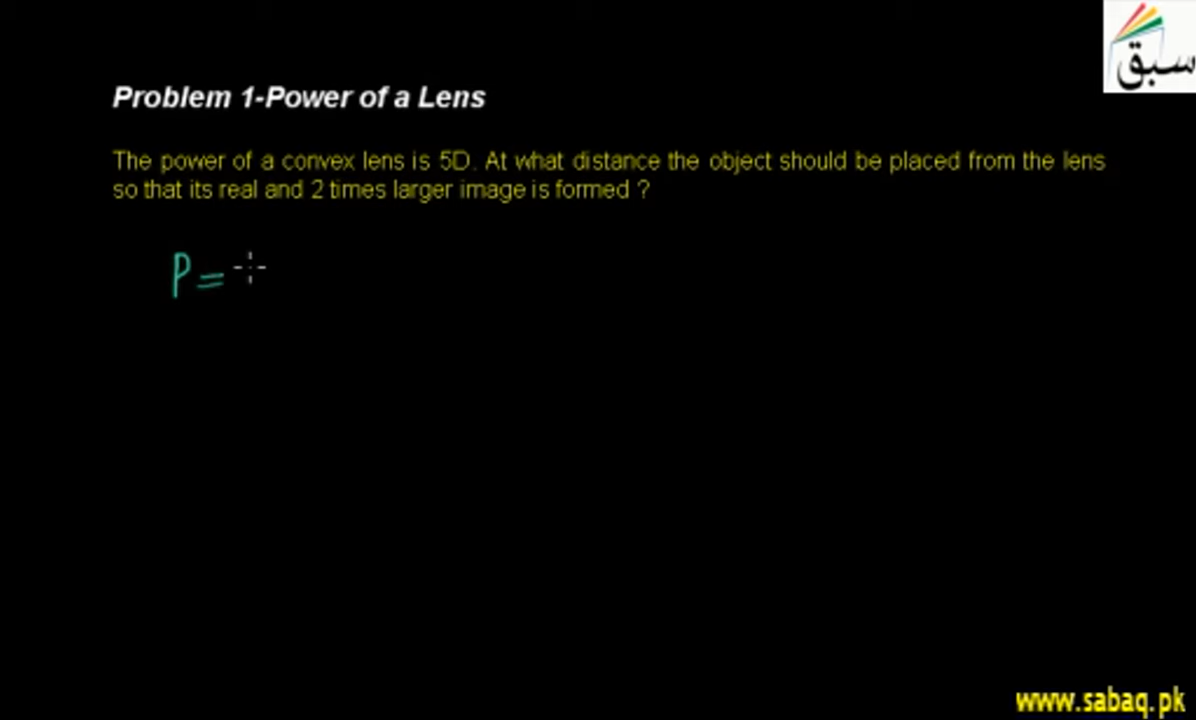 سبق
Problem 1-Power of a Lens
The power of a convex lens is 5D. At what distance the object should be placed from the lens
so that its real and 2 times larger image is formed ?
P =
www.sabaq.pk